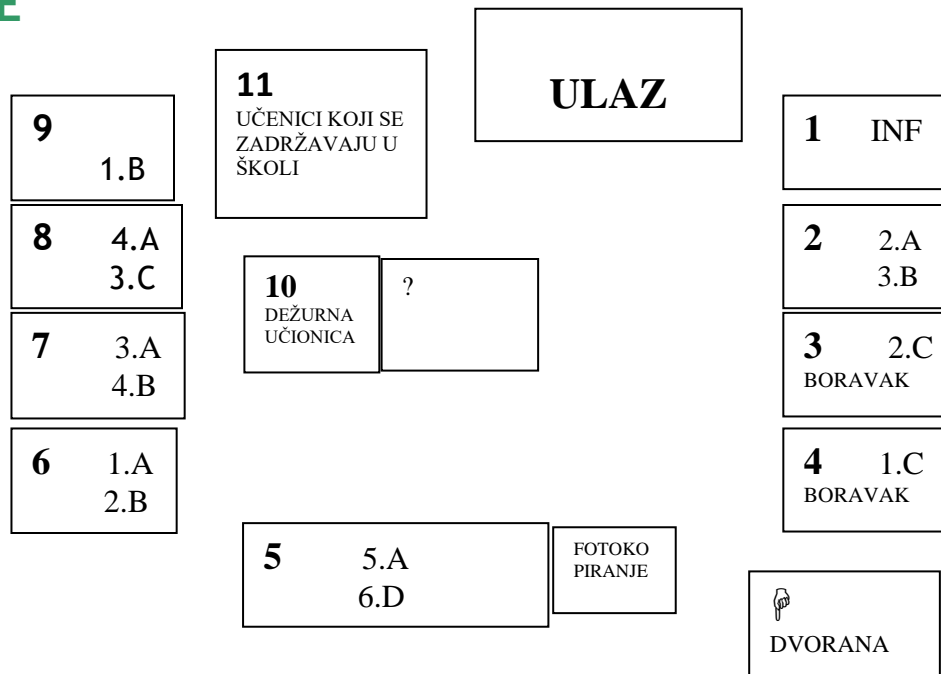 E
ULAZ
11
UČENICI KOJI SE
ZADRŽAVAJU U
ŠKOLI
9
1.B
1 INF
8 4.A
3.C
2 2.A
3.B
10
DEŽURNA
UČIONICA
?
7 3.A
4.B
3 2.C
BORAVAK
6 1.A
2.B
4 1.C
BORAVAK
5 5.A
6.D
FOTOKO
PIRANJE
DVORANA